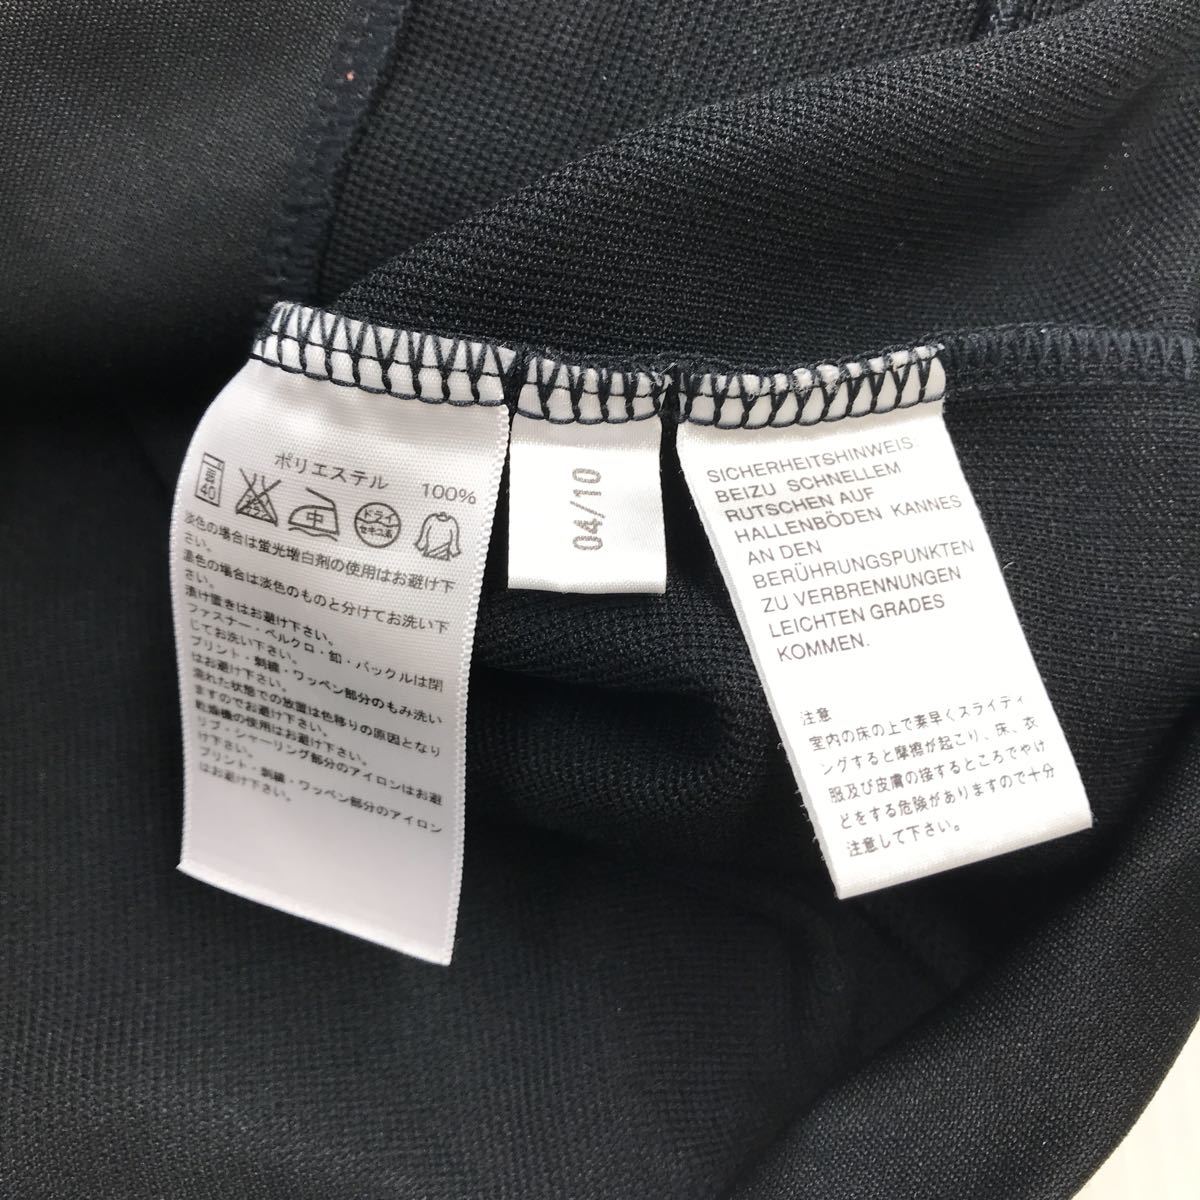 ポリエステル 100%
40
エンソ
サラシ
中
ドライ
セキユ系
淡色の場合は蛍光増白剤の使用はお避け下
さい。
濃色の場合は淡色のものと分けてお洗い下
さい。
漬け置きはお避け下さい。
ファスナー・ベルクロ・釦・バックルは閉
じてお洗い下さい。
プリント・刺繍・ワッペン部分のもみ洗い
はお避け下さい。
濡れた状態での放置は色移りの原因となり
ますのでお避け下さい。
乾燥機の使用はお避け下さい。
リブ・シャーリング部分のアイロンはお避
け下さい。
プリント・刺繍・ワッペン部分のアイロン
はお避け下さい。
04/10
SICHERHEITSHINWEIS:
BEIZU SCHNELLEM
RUTSCHEN AUF
HALLENBÖDEN KANNES
AN DEN
BERÜHRUNGSPUNKTEN
ZU VERBRENNUNGEN
LEICHTEN GRADES
KOMMEN.
注意
室内の床の上で素早くスライディ
ングすると摩擦が起こり、床、衣
服及び皮膚の接するところでやけ
どをする危険がありますので十分
注意して下さい。